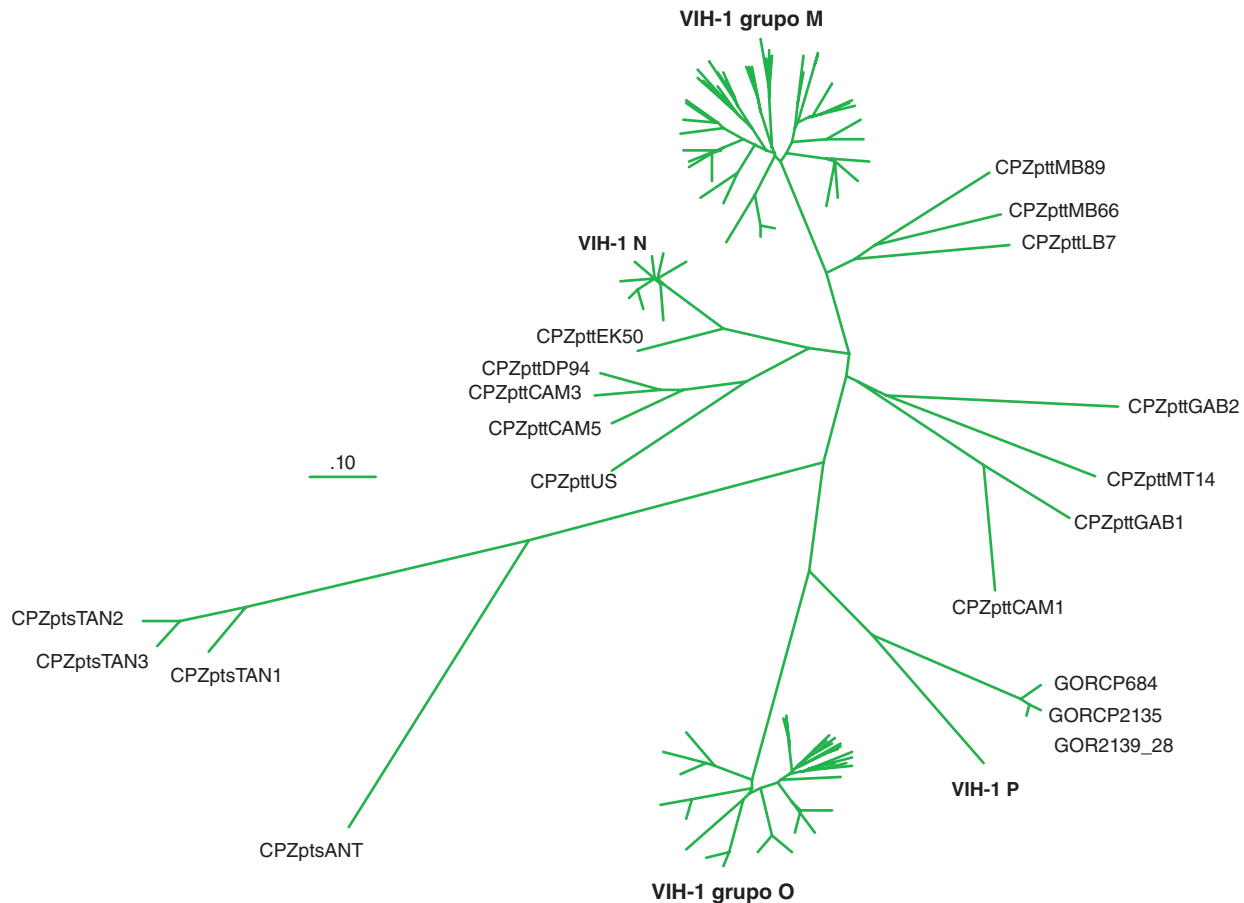 VIH-1 grupo M
CPZpttMB89
CPZpttMB66
VIH-1 N
CPZpttLB7
CPZpttEK50
CPZpttDP94
CPZpttCAM3
CPZpttGAB2
CPZpttCAM5
.10
CPZpttUS
CPZpttMT14
CPZpttGAB1
CPZpttCAM1
CPZptsTAN2
CPZptsTAN3
CPZptsTAN1
GORCP684
GORCP2135
GOR2139_28
VIH-1 P
CPZptsANT
VIH-1 grupo O